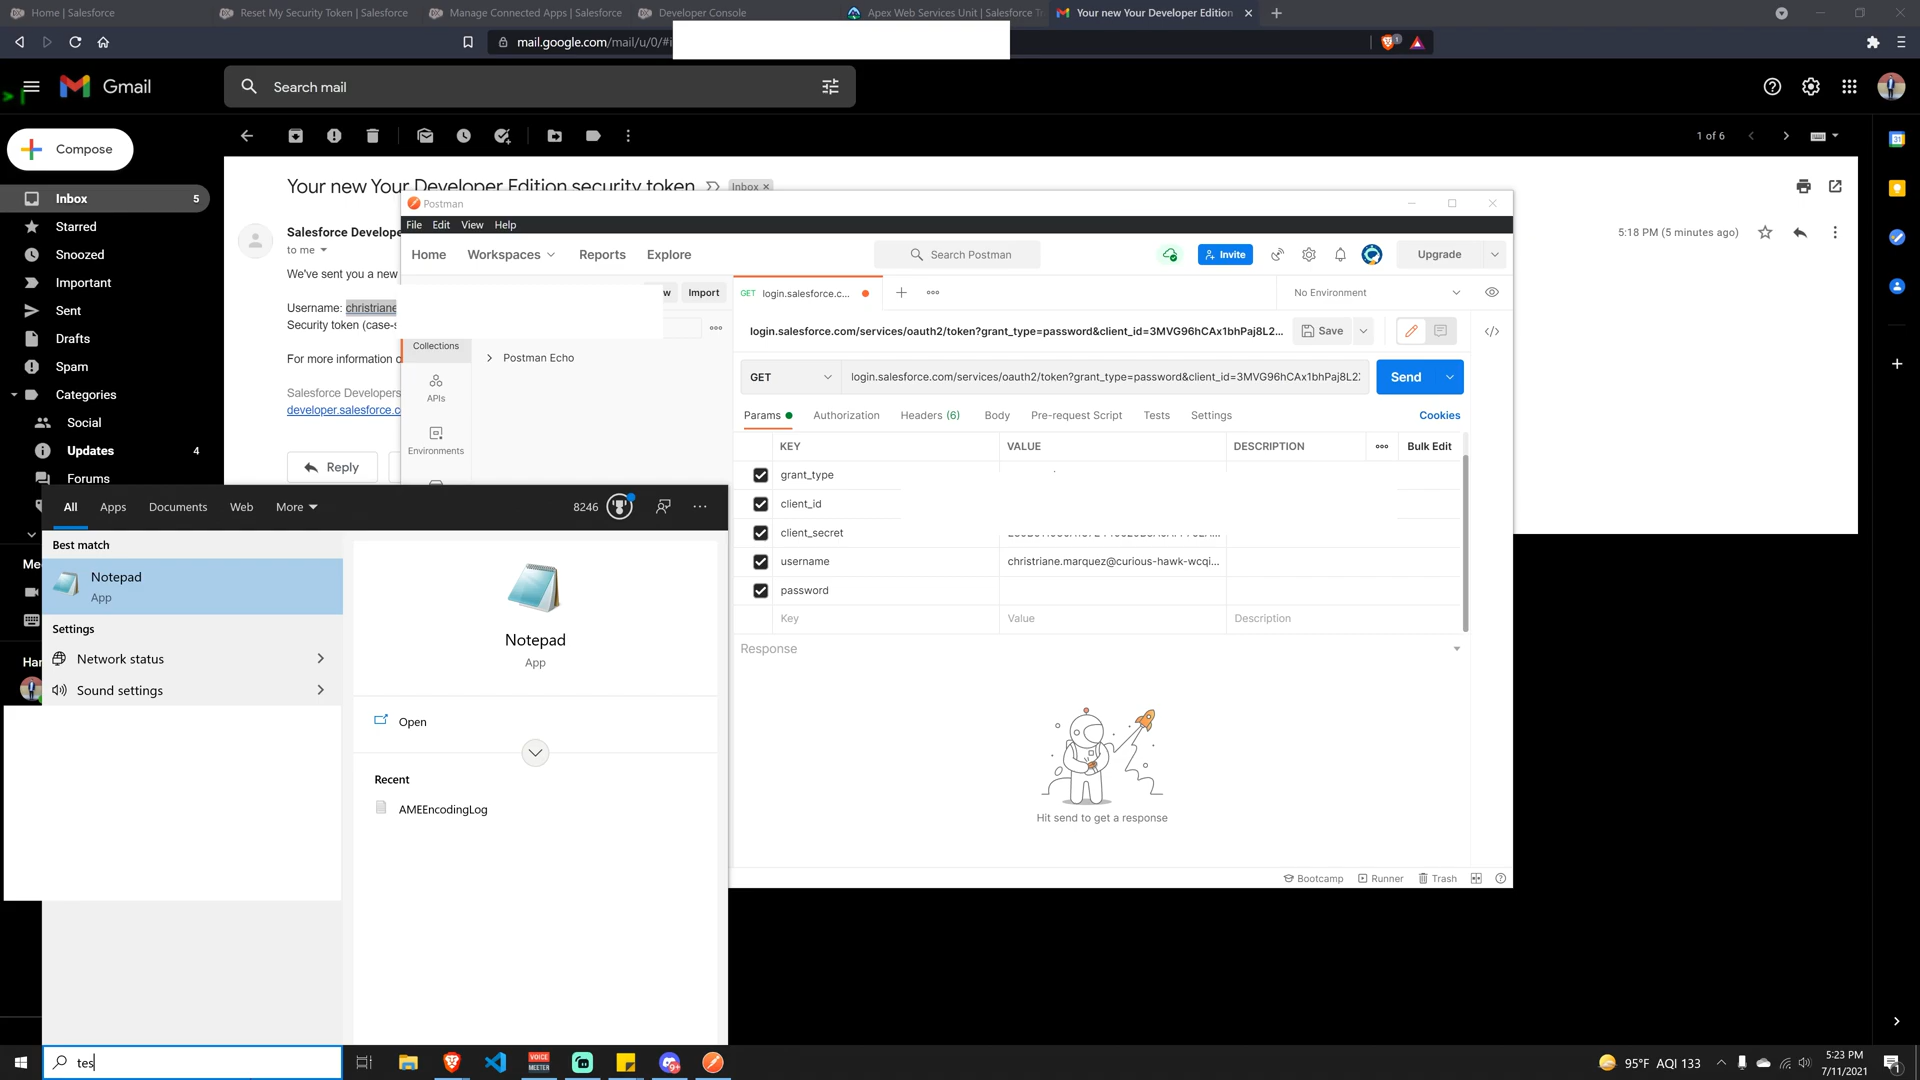 Home | Salesforce
Reset My Security Token | Salesforce
Manage Connected Apps | Salesforce
Developer Console
Apex Web Services Unit | Salesforce Tr
Your new Your Developer Edition
mail.google.com/mail/u/0/#i
1
Gmail
Search mail
Compose
1 of 6
Inbox 5
Starred
Snoozed
Important
Sent
Drafts
Spam
Categories
Social
Updates 4
Forums
Your new Your Developer Edition security token
Inbox ×
Salesforce Develope
to me
5:18 PM (5 minutes ago)
We've sent you a new
Username: christriane
Security token (case-s
For more information o
Salesforce Developers
developer.salesforce.c
Reply
Postman
File Edit View Help
Home Workspaces Reports Explore
Search Postman
Invite
Upgrade
Import
GET login.salesforce.c...
No Environment
login.salesforce.com/services/oauth2/token?grant_type=password&client_id=3MVG96hCAx1bhPaj8L2...
Save
Collections
Postman Echo
APIs
Environments
GET login.salesforce.com/services/oauth2/token?grant_type=password&client_id=3MVG96hCAx1bhPaj8L2
Send
Params Authorization Headers (6) Body Pre-request Script Tests Settings Cookies
KEY VALUE DESCRIPTION Bulk Edit
grant_type
client_id
client_secret
username christriane.marquez@curious-hawk-wcqi...
password
Key Value Description
Response
Hit send to get a response
Bootcamp Runner Trash
All Apps Documents Web More 8246
Best match
Notepad
App
Settings
Network status
Sound settings
Notepad
App
Open
Recent
AMEEncodingLog
Me
Han
tes
VOICE
MEETER
9+
95°F AQI 133
5:23 PM
7/11/2021
1